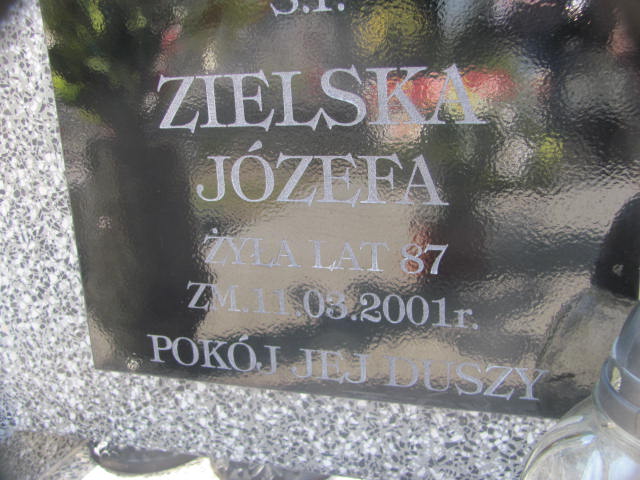 Ś.P.
ZIELSKA
JÓZEFA
ŻYŁA LAT 87
ZM.11.03.2001r.
POKÓJ JEJ DUSZY